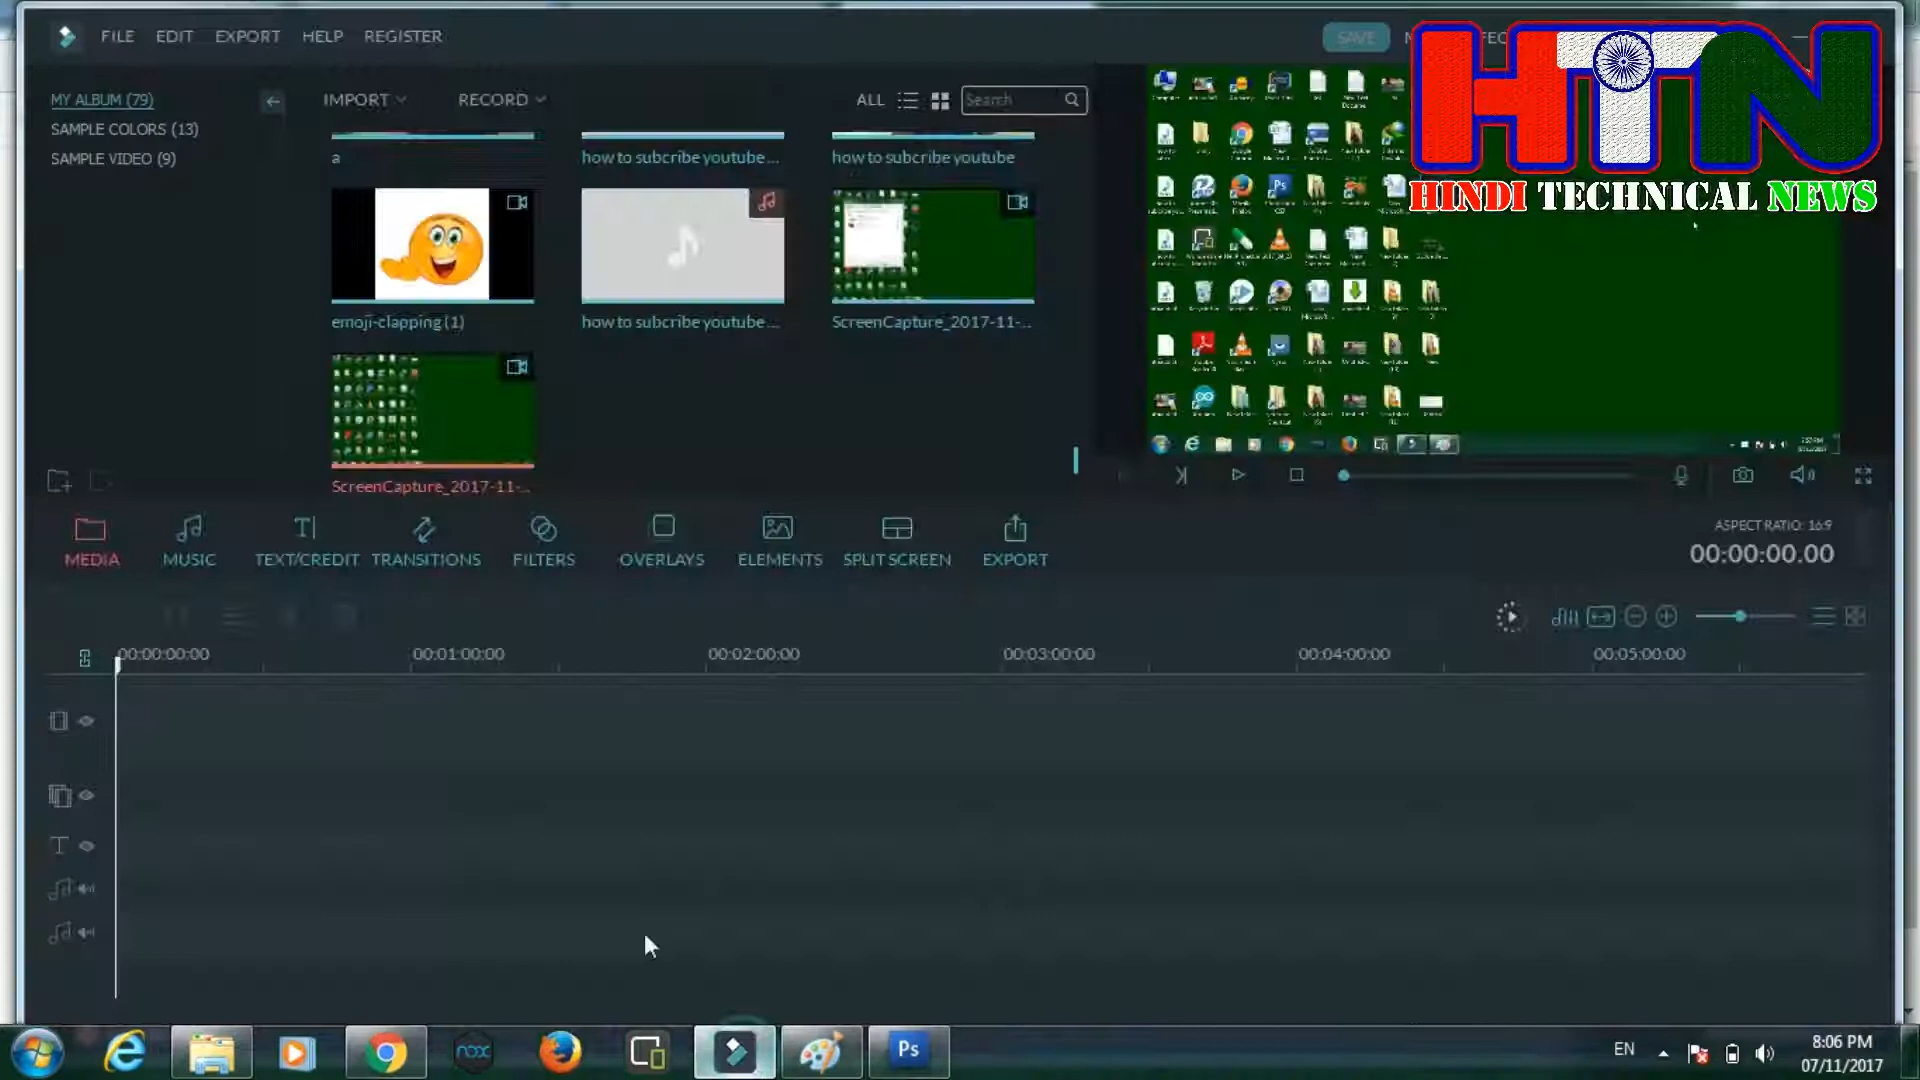 FILE EDIT EXPORT HELP REGISTER
SAVE
HTN
HINDI TECHNICAL NEWS
MY ALBUM (79)
SAMPLE COLORS (13)
SAMPLE VIDEO (9)
IMPORT RECORD ALL Search
a
how to subcribe youtube ...
how to subcribe youtube
emoji-clapping (1)
how to subcribe youtube ...
ScreenCapture_2017-11-...
ScreenCapture_2017-11-...
MEDIA MUSIC TEXT/CREDIT TRANSITIONS FILTERS OVERLAYS ELEMENTS SPLIT SCREEN EXPORT
ASPECT RATIO: 16:9
00:00:00.00
00:00:00:00 00:01:00:00 00:02:00:00 00:03:00:00 00:04:00:00 00:05:00:00
nox
Ps
EN
8:06 PM
07/11/2017